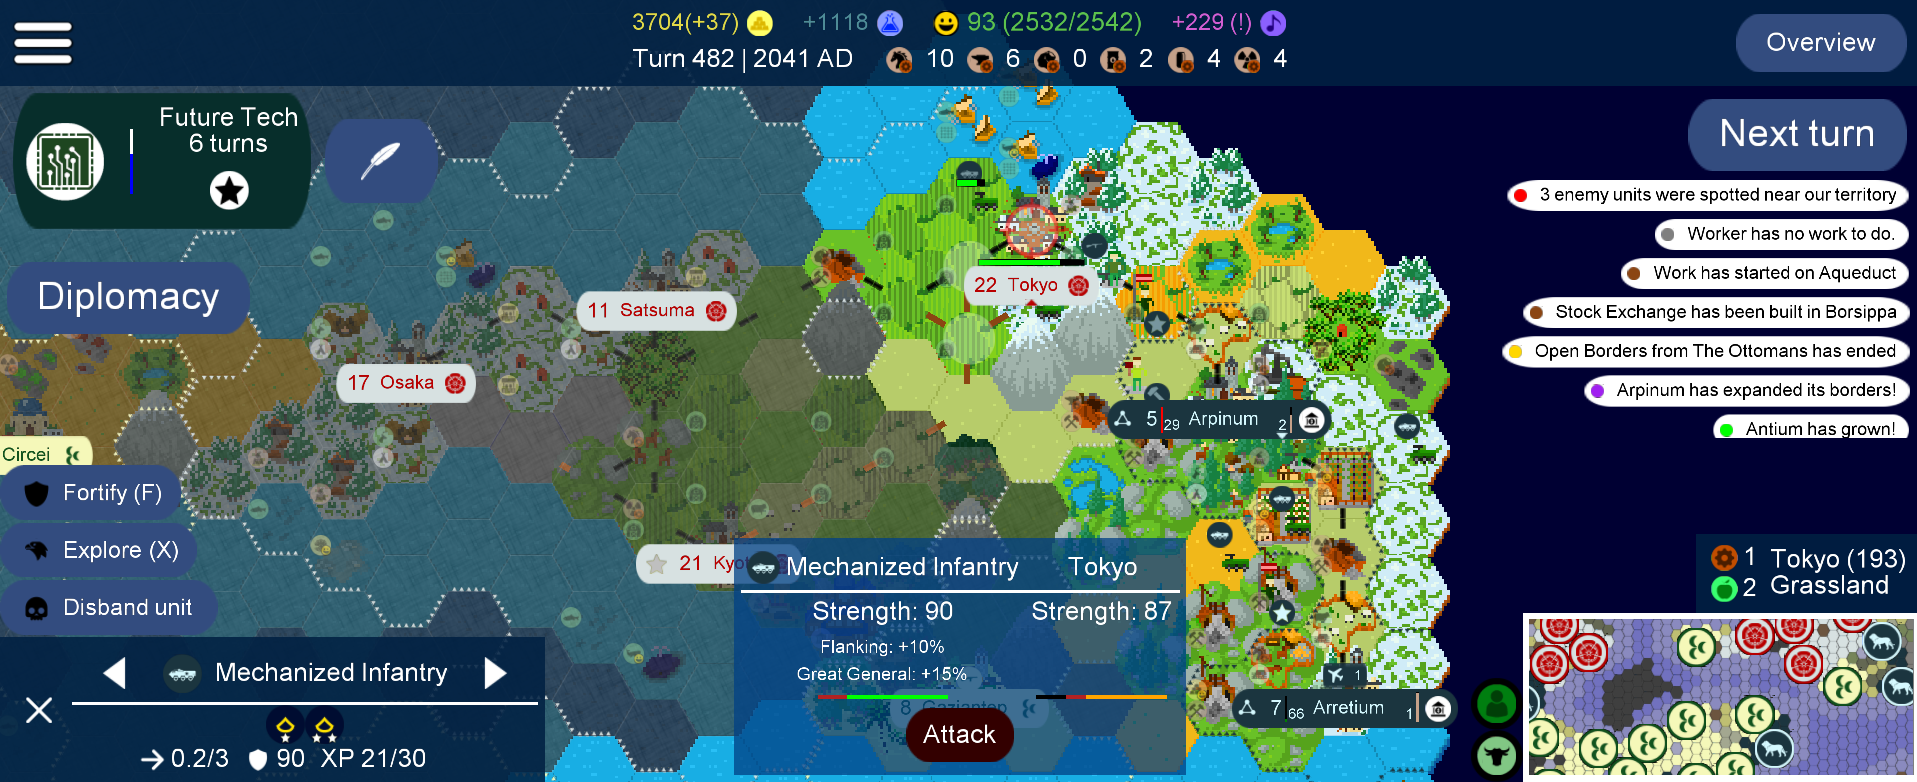 3704(+37) +1118 93 (2532/2542) +229 (!)
Turn 482 | 2041 AD 10 6 0 2 4 4
Overview
Future Tech
6 turns
Next turn
3 enemy units were spotted near our territory
Worker has no work to do.
Work has started on Aqueduct
Stock Exchange has been built in Borsippa
Open Borders from The Ottomans has ended
Arpinum has expanded its borders!
Antium has grown!
Diplomacy
22 Tokyo
11 Satsuma
17 Osaka
5 29 Arpinum 2
Circei
Fortify (F)
Explore (X)
Disband unit
21 Kyo
Mechanized Infantry Tokyo
Strength: 90 Strength: 87
Flanking: +10%
Great General: +15%
8 Gaziantep
Attack
1
7 66 Arretium 1
1 Tokyo (193)
2 Grassland
Mechanized Infantry
0.2/3 90 XP 21/30